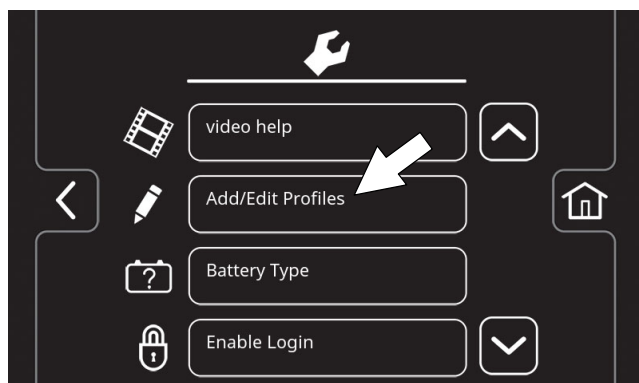 video help
Add/Edit Profiles
Battery Type
Enable Login